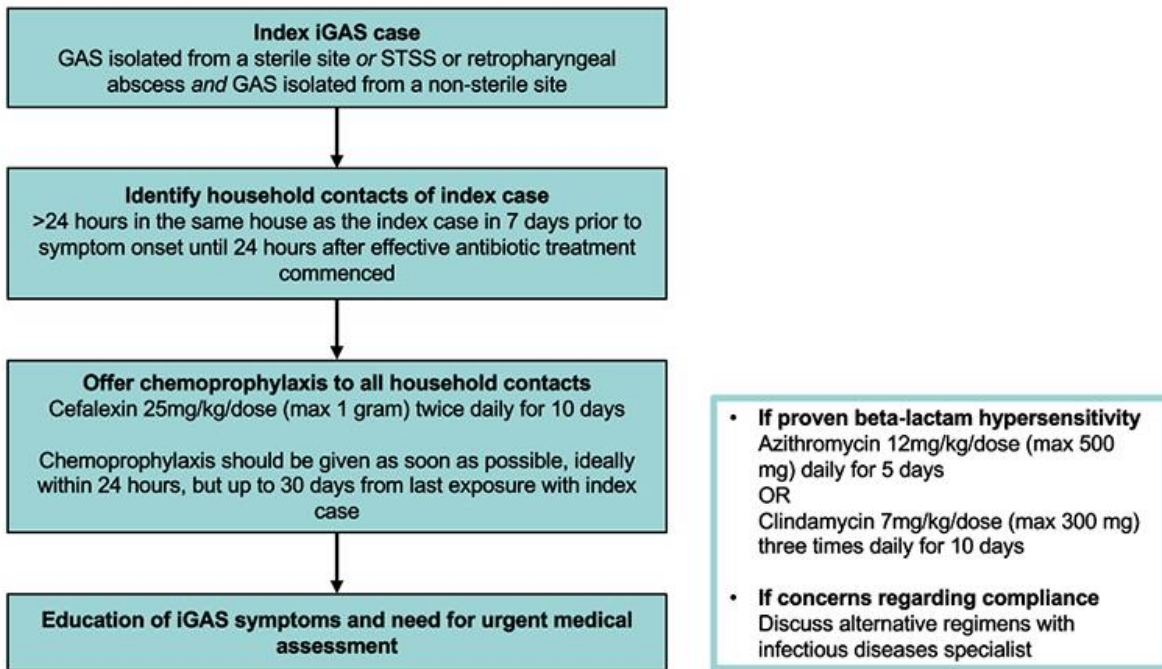 Index iGAS case
GAS isolated from a sterile site or STSS or retropharyngeal
abscess and GAS isolated from a non-sterile site
Identify household contacts of index case
>24 hours in the same house as the index case in 7 days prior to
symptom onset until 24 hours after effective antibiotic treatment
commenced
Offer chemoprophylaxis to all household contacts
Cefalexin 25mg/kg/dose (max 1 gram) twice daily for 10 days
Chemoprophylaxis should be given as soon as possible, ideally
within 24 hours, but up to 30 days from last exposure with index
case
Education of iGAS symptoms and need for urgent medical
assessment
• If proven beta-lactam hypersensitivity
Azithromycin 12mg/kg/dose (max 500
mg) daily for 5 days
OR
Clindamycin 7mg/kg/dose (max 300 mg)
three times daily for 10 days
• If concerns regarding compliance
Discuss alternative regimens with
infectious diseases specialist